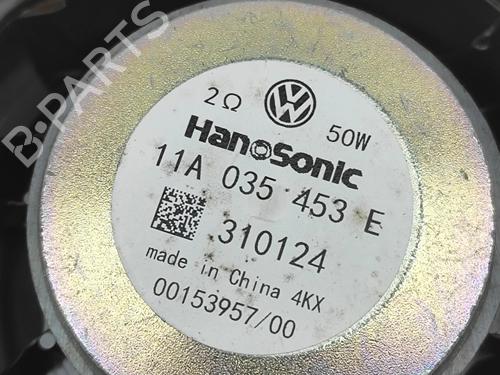 B-PARTS
2Ω 50W
HanoSonic
11A 035 453 E
310124
made in China 4KX
00153957/00